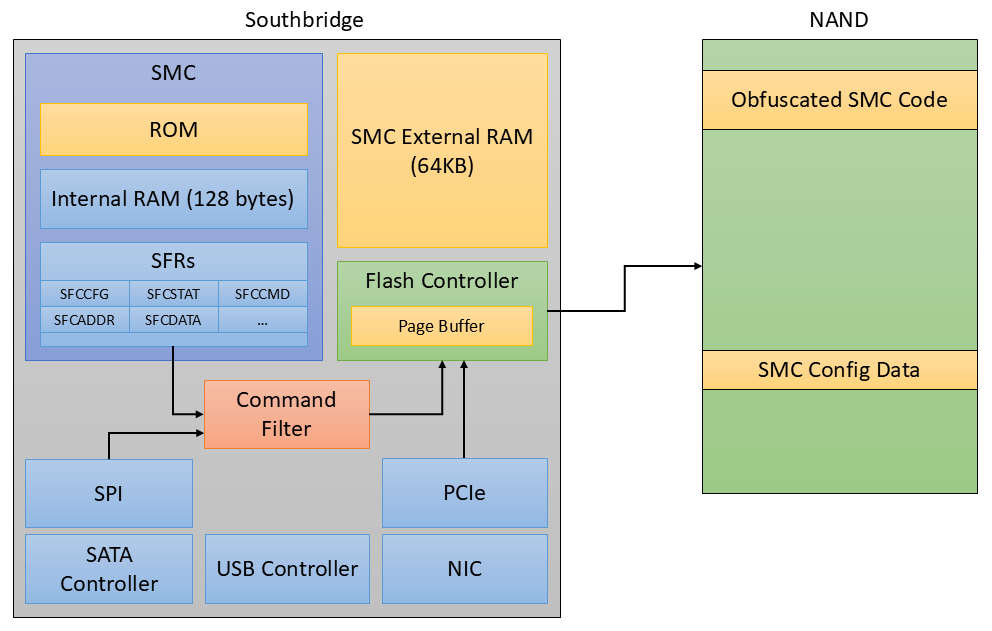 Southbridge
NAND
SMC
ROM
Internal RAM (128 bytes)
SFRs
SFCCFG
SFCSTAT
SFCCMD
SFCADDR
SFCDATA
...
SMC External RAM
(64KB)
Flash Controller
Page Buffer
Command
Filter
SPI
PCIe
SATA
Controller
USB Controller
NIC
Obfuscated SMC Code
SMC Config Data